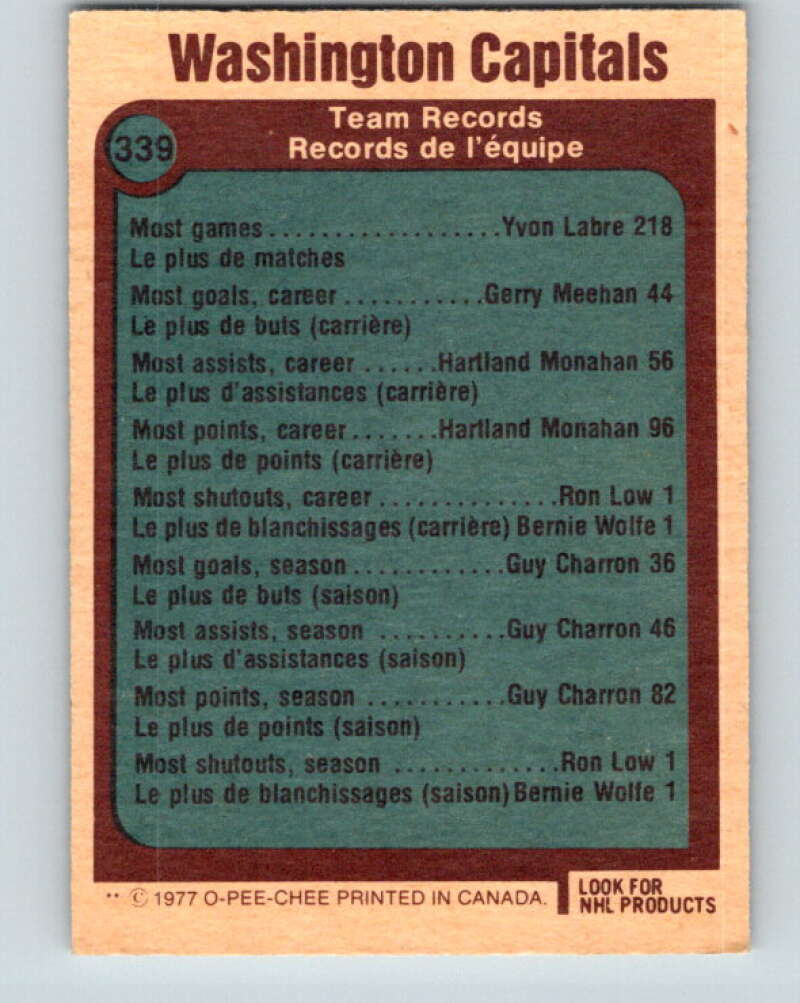 Washington Capitals
339
Team Records
Records de l'équipe
Most games..................Yvon Labre 218
Le plus de matches
Most goals, career...........Gerry Meehan 44
Le plus de buts (carrière)
Most assists, career ......Hartland Monahan 56
Le plus d'assistances (carrière)
Most points, career.......Hartland Monahan 96
Le plus de points (carrière)
Most shutouts, career..............Ron Low 1
Le plus de blanchissages (carrière) Bernie Wolfe 1
Most goals, season............Guy Charron 36
Le plus de buts (saison)
Most assists, season ..........Guy Charron 46
Le plus d'assistances (saison)
Most points, season ...........Guy Charron 82
Le plus de points (saison)
Most shutouts, season .............Ron Low 1
Le plus de blanchissages (saison) Bernie Wolfe 1
** © 1977 O-PEE-CHEE PRINTED IN CANADA.
LOOK FOR
NHL PRODUCTS